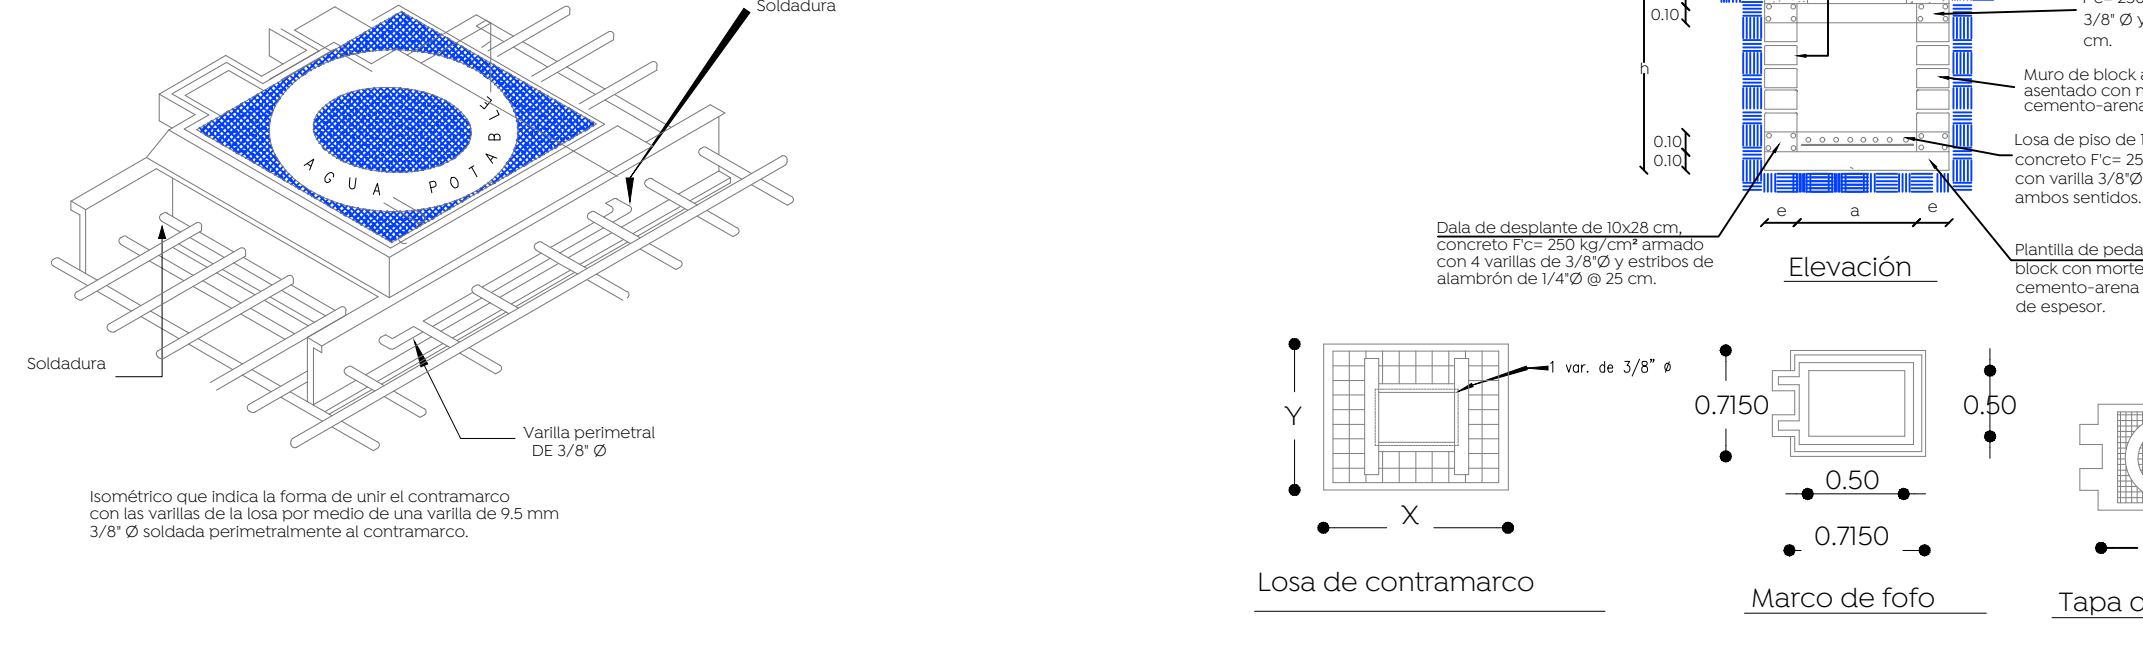 Soldadura
AGUA POTABLE
Soldadura
Varilla perimetral
DE 3/8" Ø
Isométrico que indica la forma de unir el contramarco
con las varillas de la losa por medio de una varilla de 9.5 mm
3/8" Ø soldada perimetralmente al contramarco.
0.10
h
0.10
0.10
3/8" Ø y
cm.
Muro de block
asentado con
cemento-arena
Losa de piso de 1
concreto F'c= 25
con varilla 3/8"Ø
ambos sentidos.
e
a
e
Dala de desplante de 10x28 cm,
concreto F'c= 250 kg/cm² armado
con 4 varillas de 3/8"Ø y estribos de
alambrón de 1/4"Ø @ 25 cm.
Elevación
Plantilla de peda
block con morte
cemento-arena
de espesor.
Y
X
1 var. de 3/8" ø
Losa de contramarco
0.7150
0.50
0.50
0.7150
Marco de fofo
Tapa